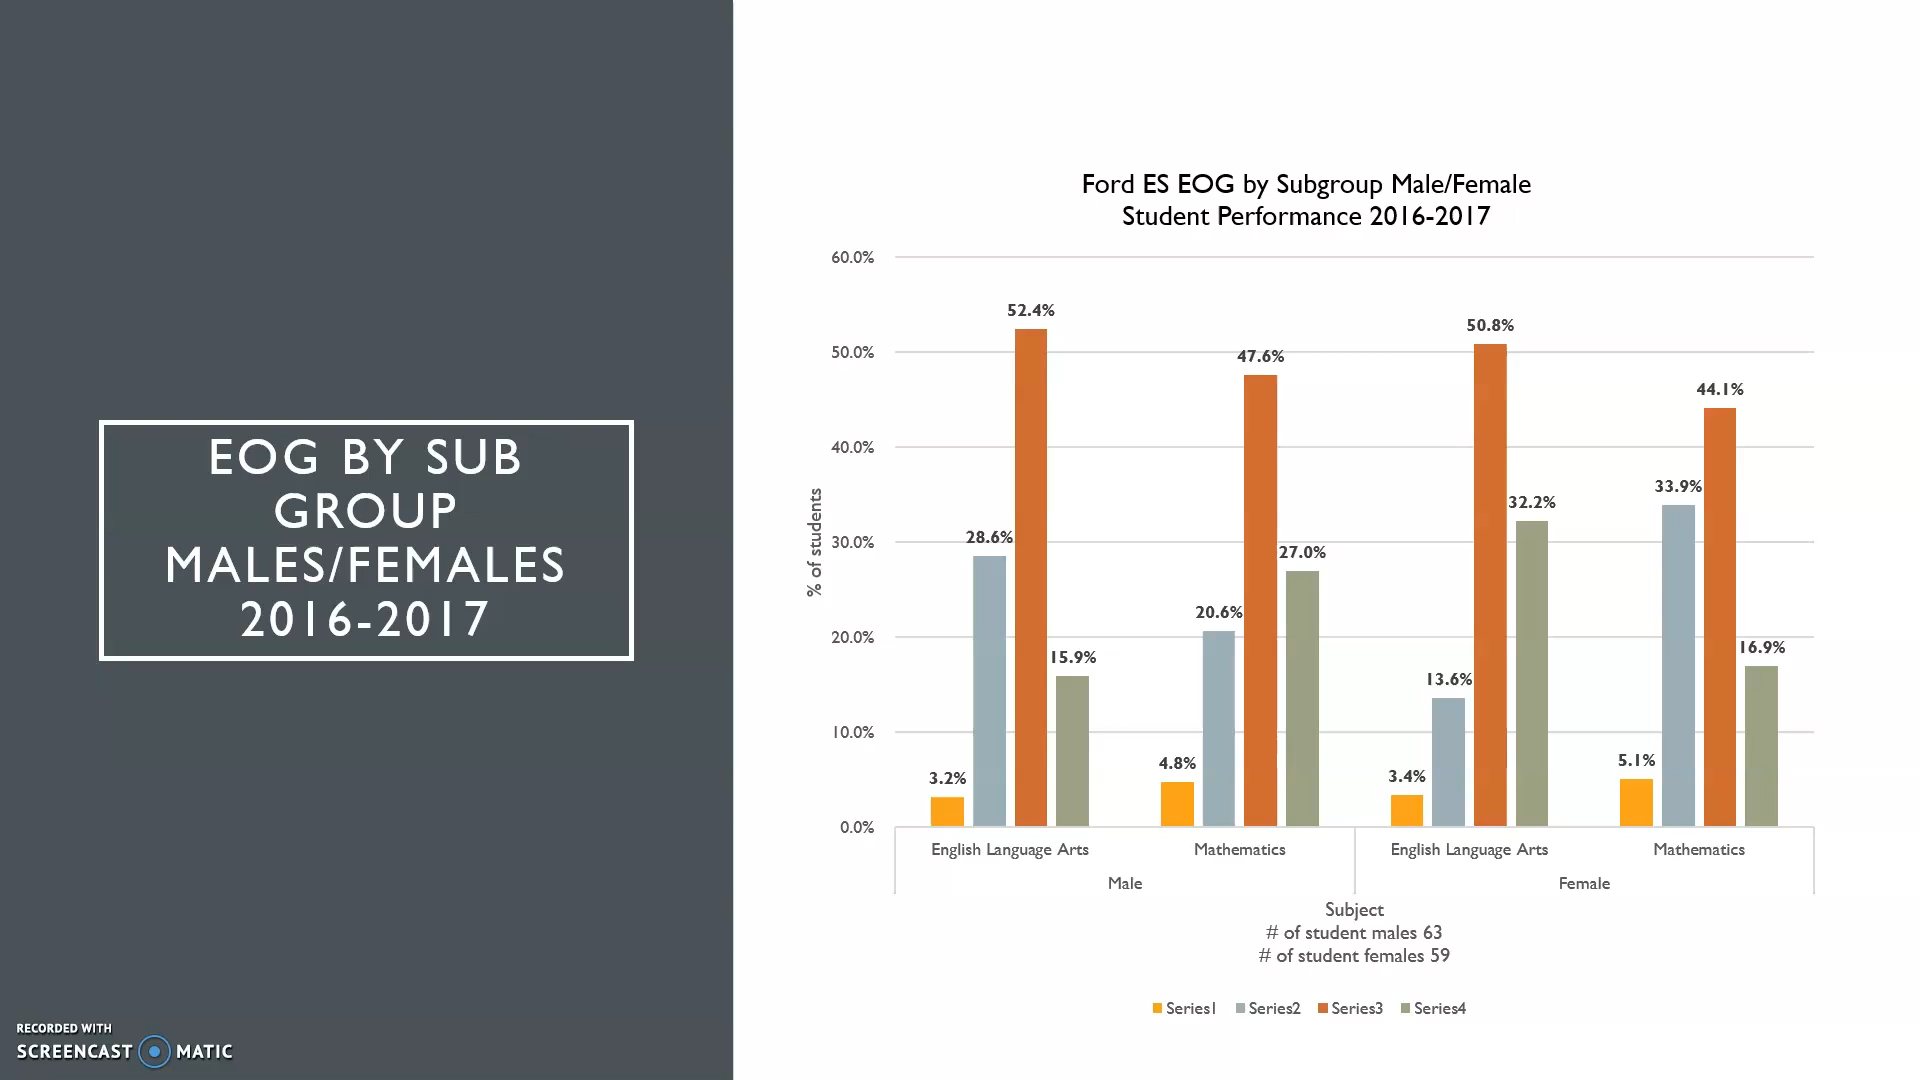 EOG BY SUB
GROUP
MALES/FEMALES
2016-2017
RECORDED WITH
SCREENCAST MATIC
Ford ES EOG by Subgroup Male/Female
Student Performance 2016-2017
60.0%
50.0%
40.0%
30.0%
20.0%
10.0%
0.0%
% of students
3.2%
28.6%
52.4%
15.9%
4.8%
20.6%
47.6%
27.0%
3.4%
13.6%
50.8%
32.2%
5.1%
33.9%
44.1%
16.9%
English Language Arts
Mathematics
English Language Arts
Mathematics
Male
Female
Subject
# of student males 63
# of student females 59
Series1 Series2 Series3 Series4